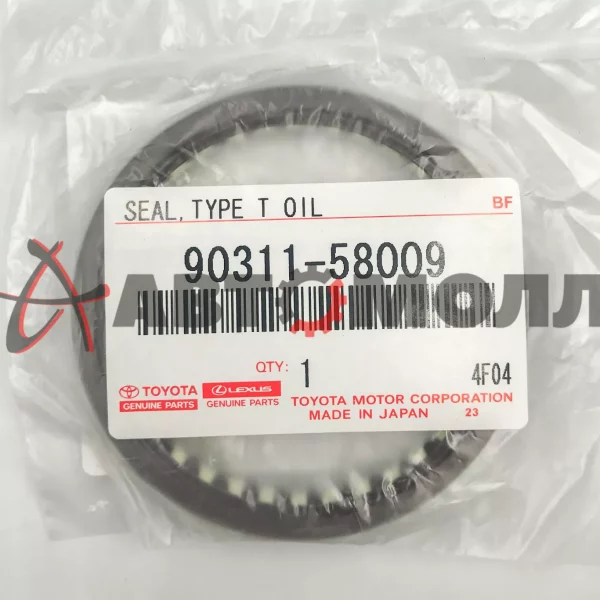 SEAL, TYPE T OIL BF
90311-58009
АВТОМОЛЛ
QTY: 1 4F04
TOYOTA GENUINE PARTS
LEXUS GENUINE PARTS
TOYOTA MOTOR CORPORATION
MADE IN JAPAN 23